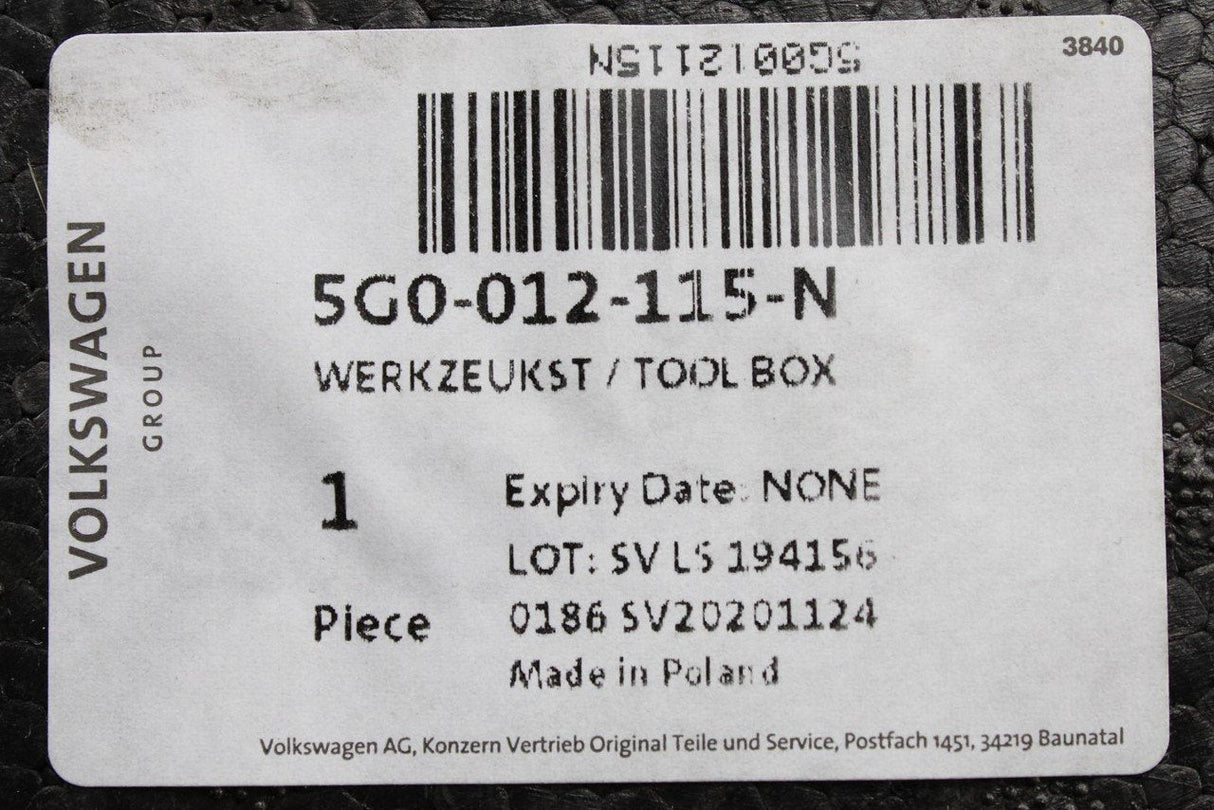 5G0012115N
3840
5G0-012-115-N
WERKZEUKST / TOOL BOX
1
Piece
Expiry Date: NONE
LOT: SV LS 194156
0186 SV20201124
Made in Poland
Volkswagen AG, Konzern Vertrieb Original Teile und Service, Postfach 1451, 34219 Baunatal
VOLKSWAGEN
GROUP